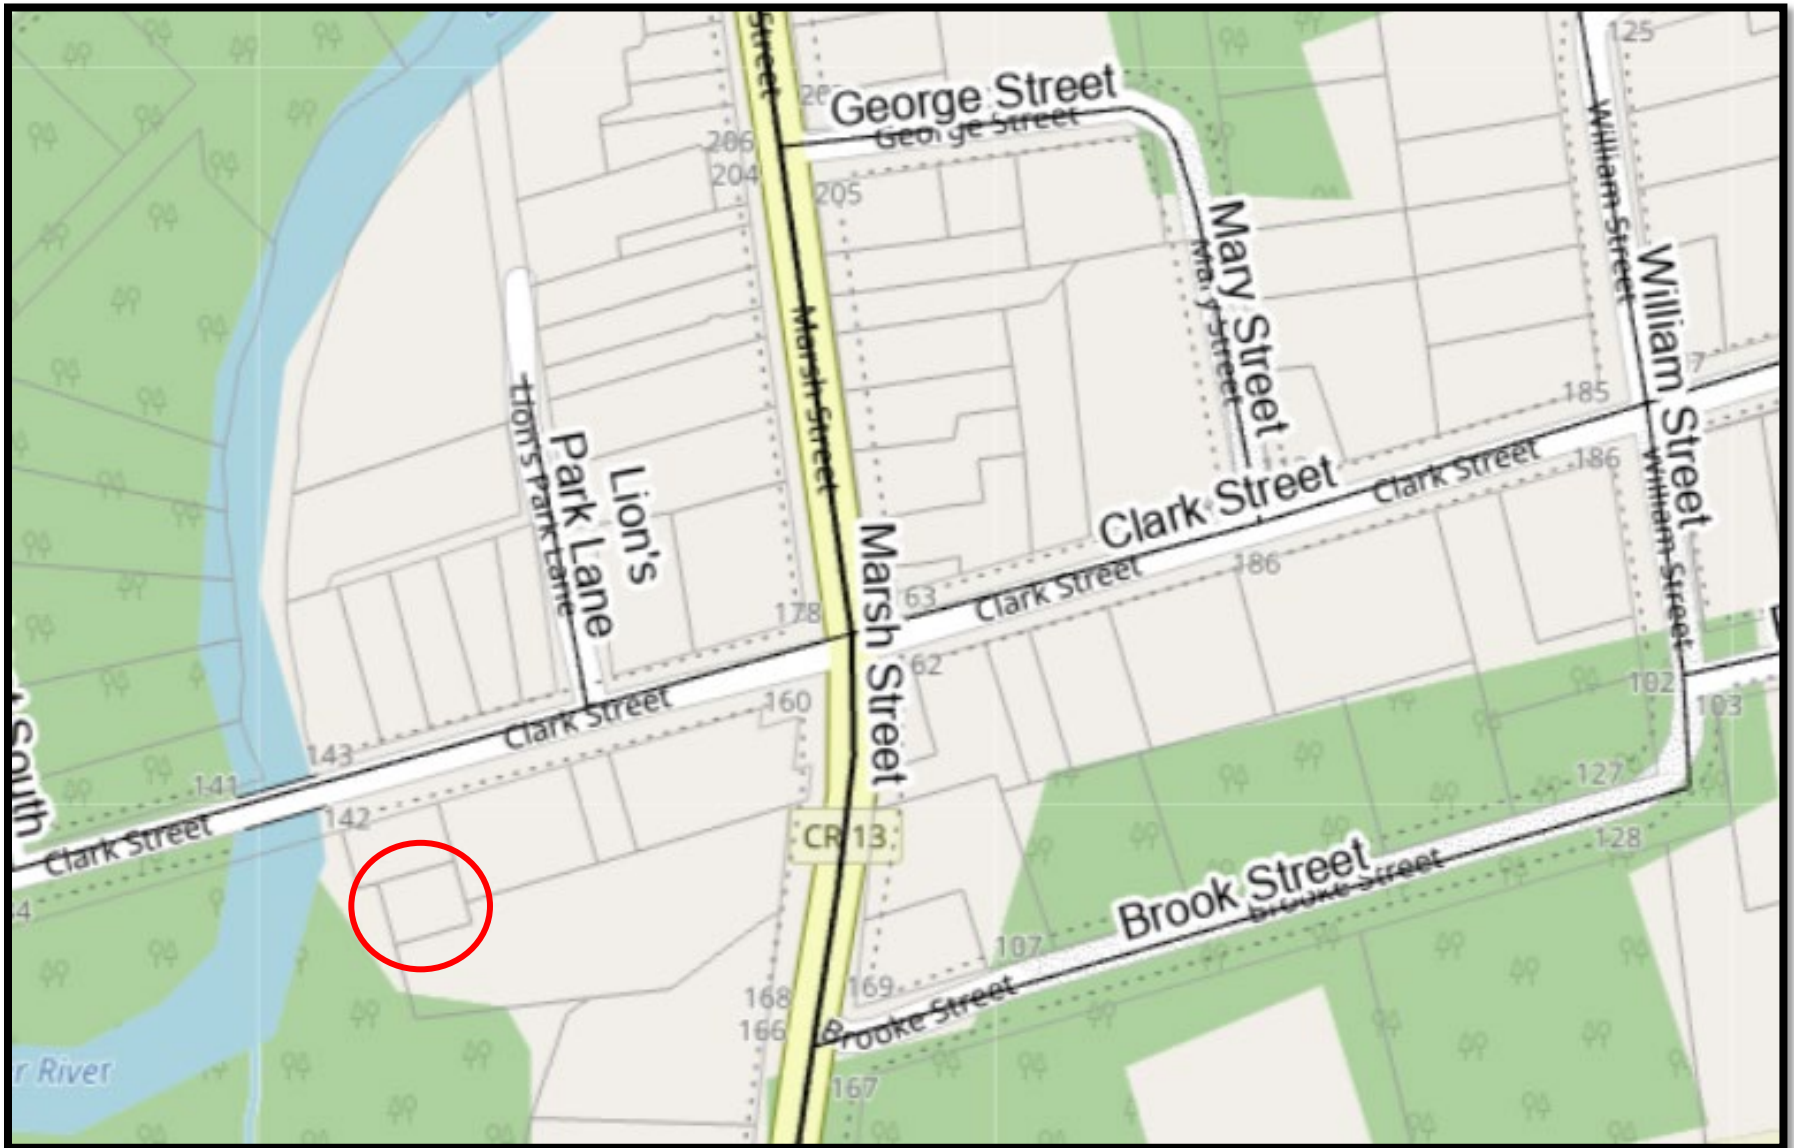 Street
125
George Street
George Street
206
204
205
William Street
Mary Street
Mary Street
William Street
Marsh Street
7
185
Lion's Park Lane
Lion's
Park Lane
Clark Street
Clark Street
186
William Street
Marsh Street
186
63
Clark Street
178
62
160
102
103
Clark Street
143
141
142
127
128
South
Clark Street
CR 13
Brook Street
Brooke Street
107
168
169
166
Brooke Street
r River
167